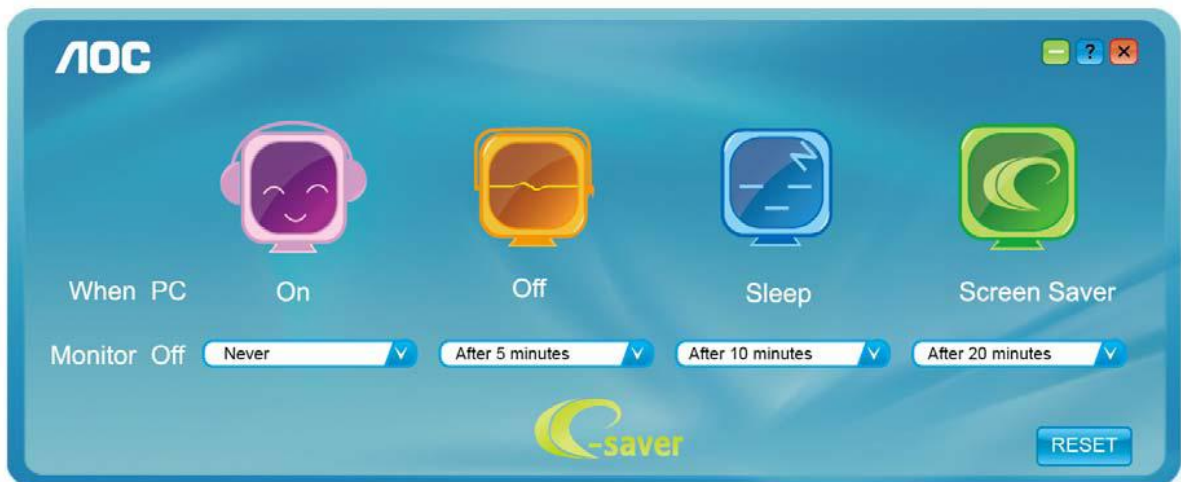 AOC
?
When PC On Off Sleep Screen Saver
Monitor Off Never After 5 minutes After 10 minutes After 20 minutes
e-saver
RESET